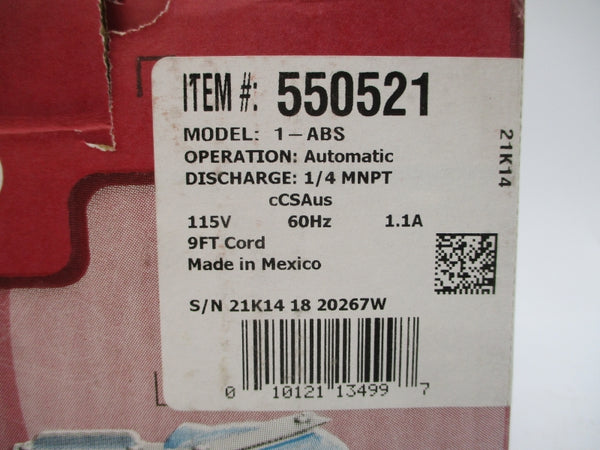 ITEM #: 550521
MODEL: 1-ABS
OPERATION: Automatic
DISCHARGE: 1/4 MNPT
cCSAus
115V 60Hz 1.1A
9FT Cord
Made in Mexico
S/N 21K14 18 20267W
0 10121 13499 7
21K14